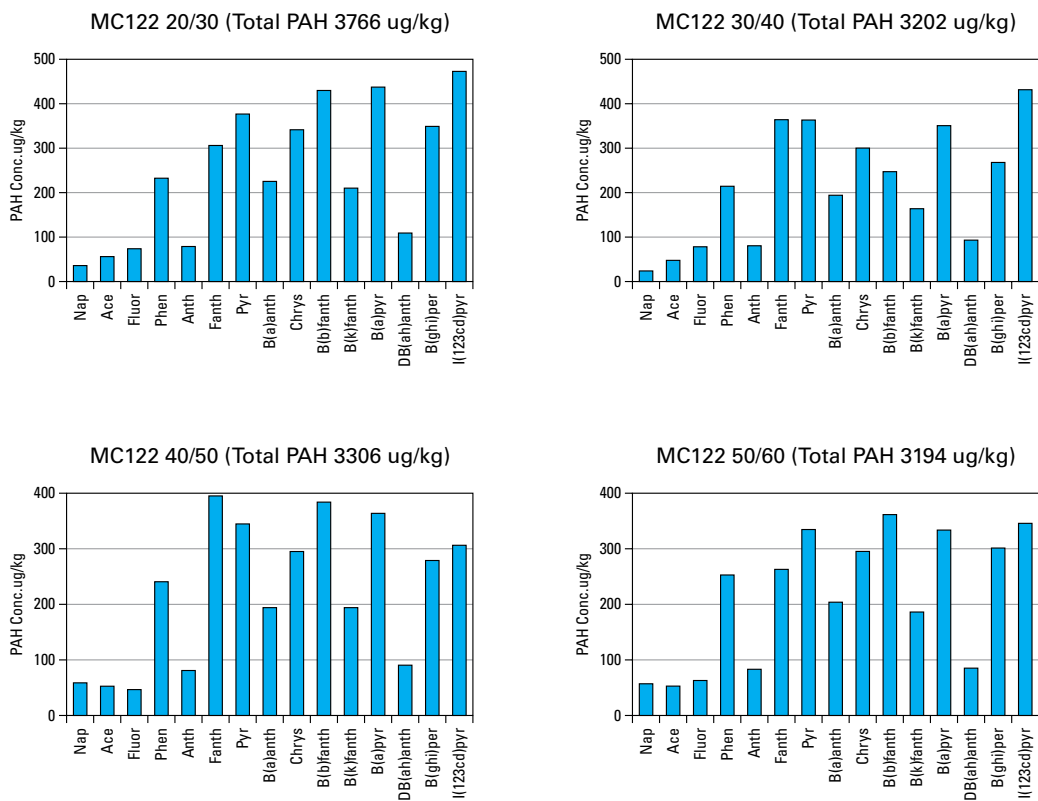 MC122 20/30 (Total PAH 3766 ug/kg)
500
400
300
200
100
0
PAH Conc.ug/kg
Nap
Ace
Fluor
Phen
Anth
Fanth
Pyr
B(a)anth
Chrys
B(b)fanth
B(k)fanth
B(a)pyr
DB(ah)anth
B(ghi)per
I(123cd)pyr
MC122 30/40 (Total PAH 3202 ug/kg)
500
400
300
200
100
0
PAH Conc.ug/kg
Nap
Ace
Fluor
Phen
Anth
Fanth
Pyr
B(a)anth
Chrys
B(b)fanth
B(k)fanth
B(a)pyr
DB(ah)anth
B(ghi)per
I(123cd)pyr
MC122 40/50 (Total PAH 3306 ug/kg)
400
300
200
100
0
PAH Conc.ug/kg
Nap
Ace
Fluor
Phen
Anth
Fanth
Pyr
B(a)anth
Chrys
B(b)fanth
B(k)fanth
B(a)pyr
DB(ah)anth
B(ghi)per
I(123cd)pyr
MC122 50/60 (Total PAH 3194 ug/kg)
400
300
200
100
0
PAH Conc.ug/kg
Nap
Ace
Fluor
Phen
Anth
Fanth
Pyr
B(a)anth
Chrys
B(b)fanth
B(k)fanth
B(a)pyr
DB(ah)anth
B(ghi)per
I(123cd)pyr